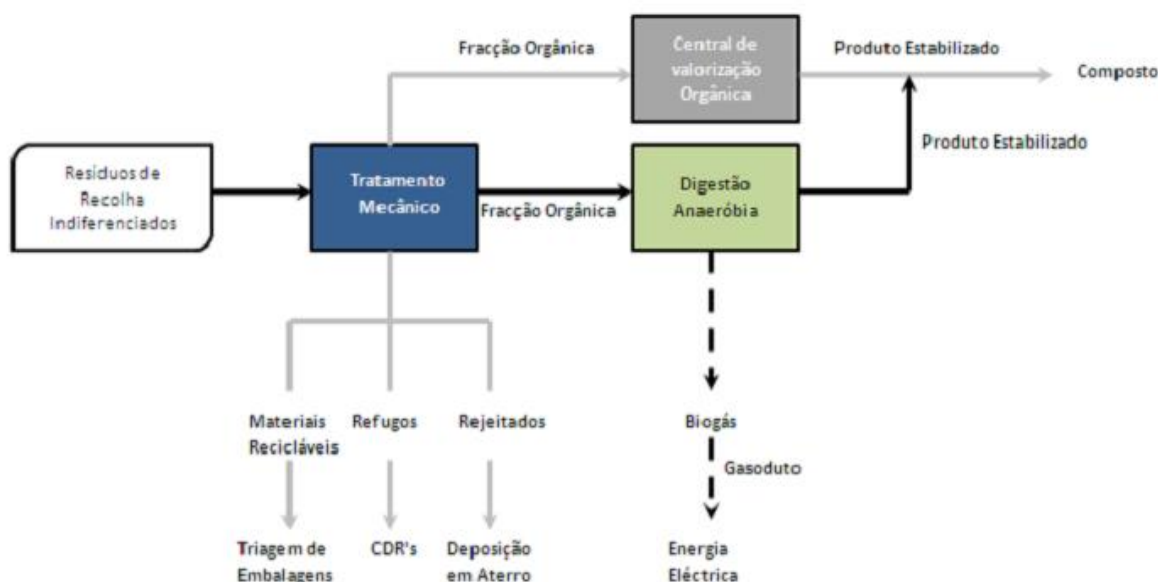 Fracção Orgânica
Central de
valorização
Orgânica
Produto Estabilizado
Composto
Resíduos de
Recolha
Indiferenciados
Tratamento
Mecânico
Fracção Orgânica
Digestão
Anaeróbia
Produto Estabilizado
Materiais
Recicláveis
Refugos
Rejeitados
Biogás
Gasoduto
Triagem de
Embalagens
CDR's
Deposição
em Aterro
Energia
Eléctrica